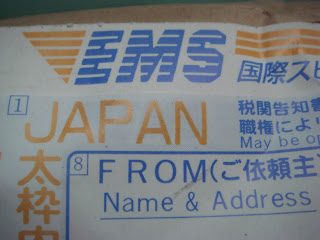 EMS 国際スピ
1 JAPAN
税関告知書
職権によ
May be op
太枠内
8 FROM(ご依頼主)
Name & Address